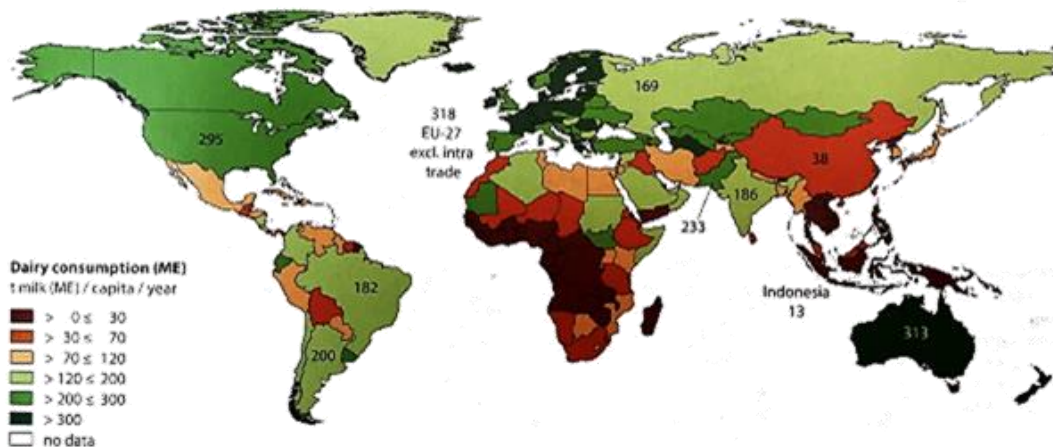 169
318
EU-27
excl. intra
trade
295
38
186
233
182
Indonesia
13
200
313
Dairy consumption (ME)
t milk (ME) / capita / year
> 0 ≤ 30
> 30 ≤ 70
> 70 ≤ 120
> 120 ≤ 200
> 200 ≤ 300
> 300
no data